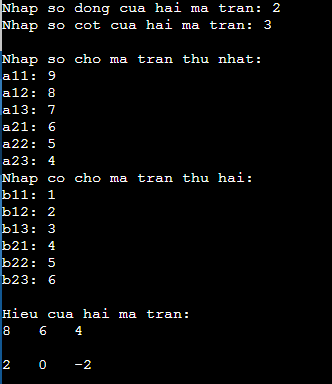 Nhap so dong cua hai ma tran: 2
Nhap so cot cua hai ma tran: 3
Nhap so cho ma tran thu nhat:
a11: 9
a12: 8
a13: 7
a21: 6
a22: 5
a23: 4
Nhap co cho ma tran thu hai:
b11: 1
b12: 2
b13: 3
b21: 4
b22: 5
b23: 6
Hieu cua hai ma tran:
8 6 4
2 0 -2